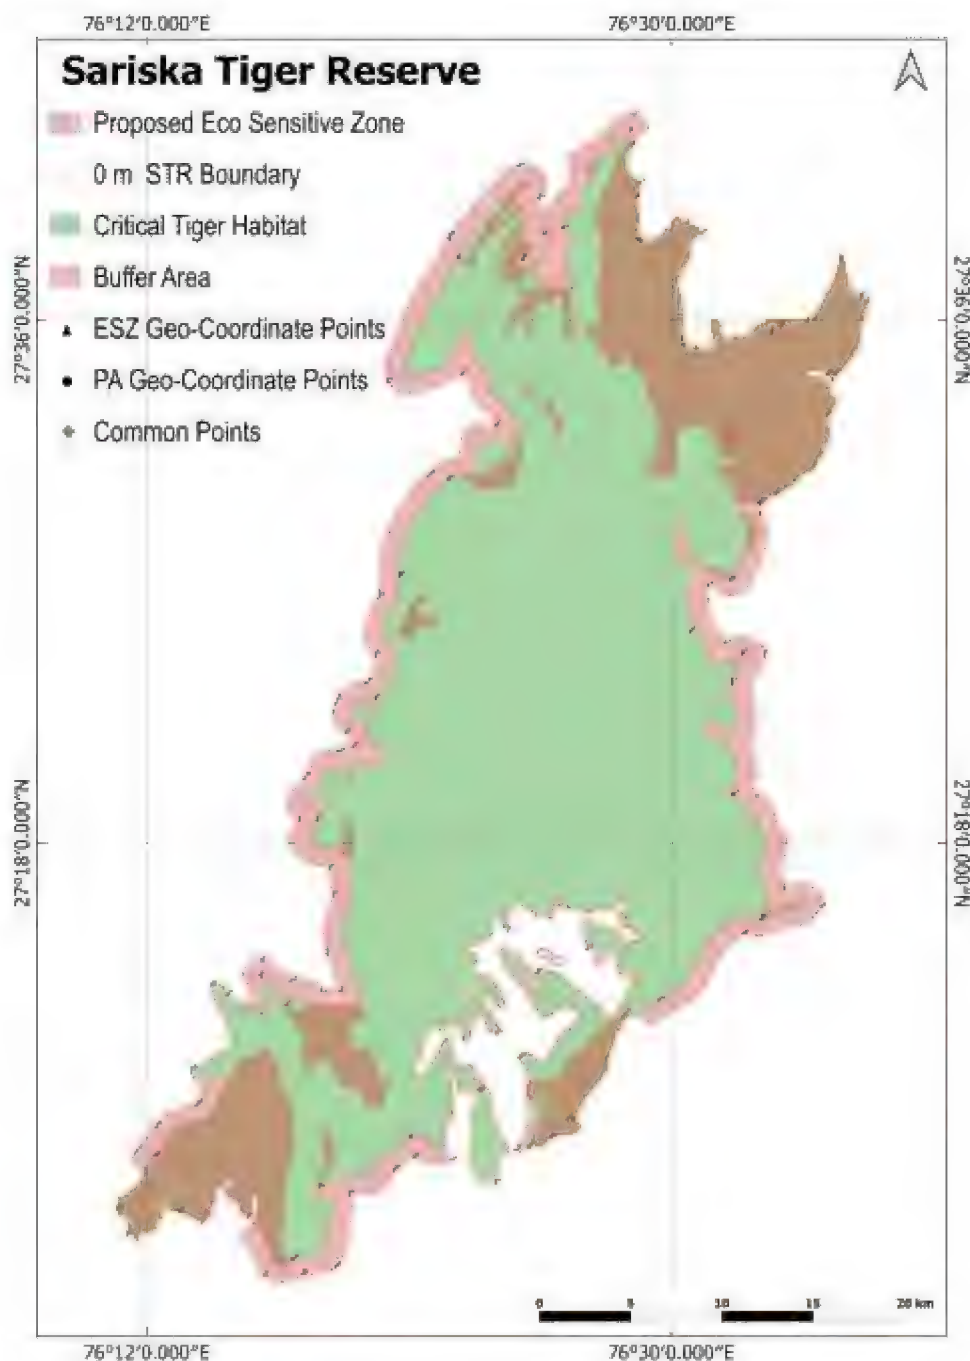 76°12'0.000"E 76°30'0.000"E
Sariska Tiger Reserve
Proposed Eco Sensitive Zone
0 m STR Boundary
Critical Tiger Habitat
Buffer Area
ESZ Geo-Coordinate Points
PA Geo-Coordinate Points
Common Points
27°36'0.000"N
27°36'0.000"N
27°18'0.000"N
27°18'0.000"N
0 5 10 15 20 km
76°12'0.000"E 76°30'0.000"E